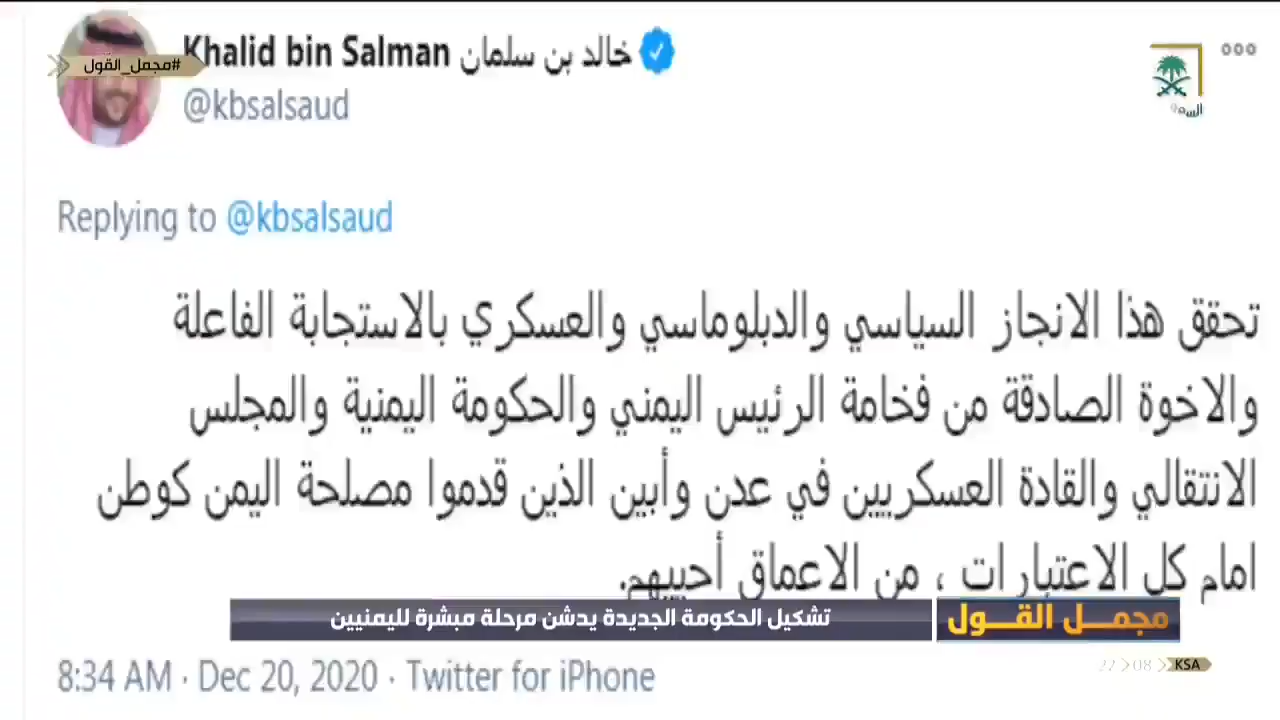 Khalid bin Salman خالد بن سلمان
#مجمل_القول
@kbsalsaud
السعو
Replying to @kbsalsaud
تحقق هذا الانجاز السياسي والدبلوماسي والعسكري بالاستجابة الفاعلة
والاخوة الصادقة من فخامة الرئيس اليمني والحكومة اليمنية والمجلس
الانتقالي والقادة العسكريين في عدن وأبين الذين قدموا مصلحة اليمن كوطن
امام كل الاعتبارات ، من الاعماق أحييهم.
مجمل القول
تشكيل الحكومة الجديدة يدشن مرحلة مبشرة لليمنيين
8:34 AM · Dec 20, 2020 · Twitter for iPhone
22 08 KSA